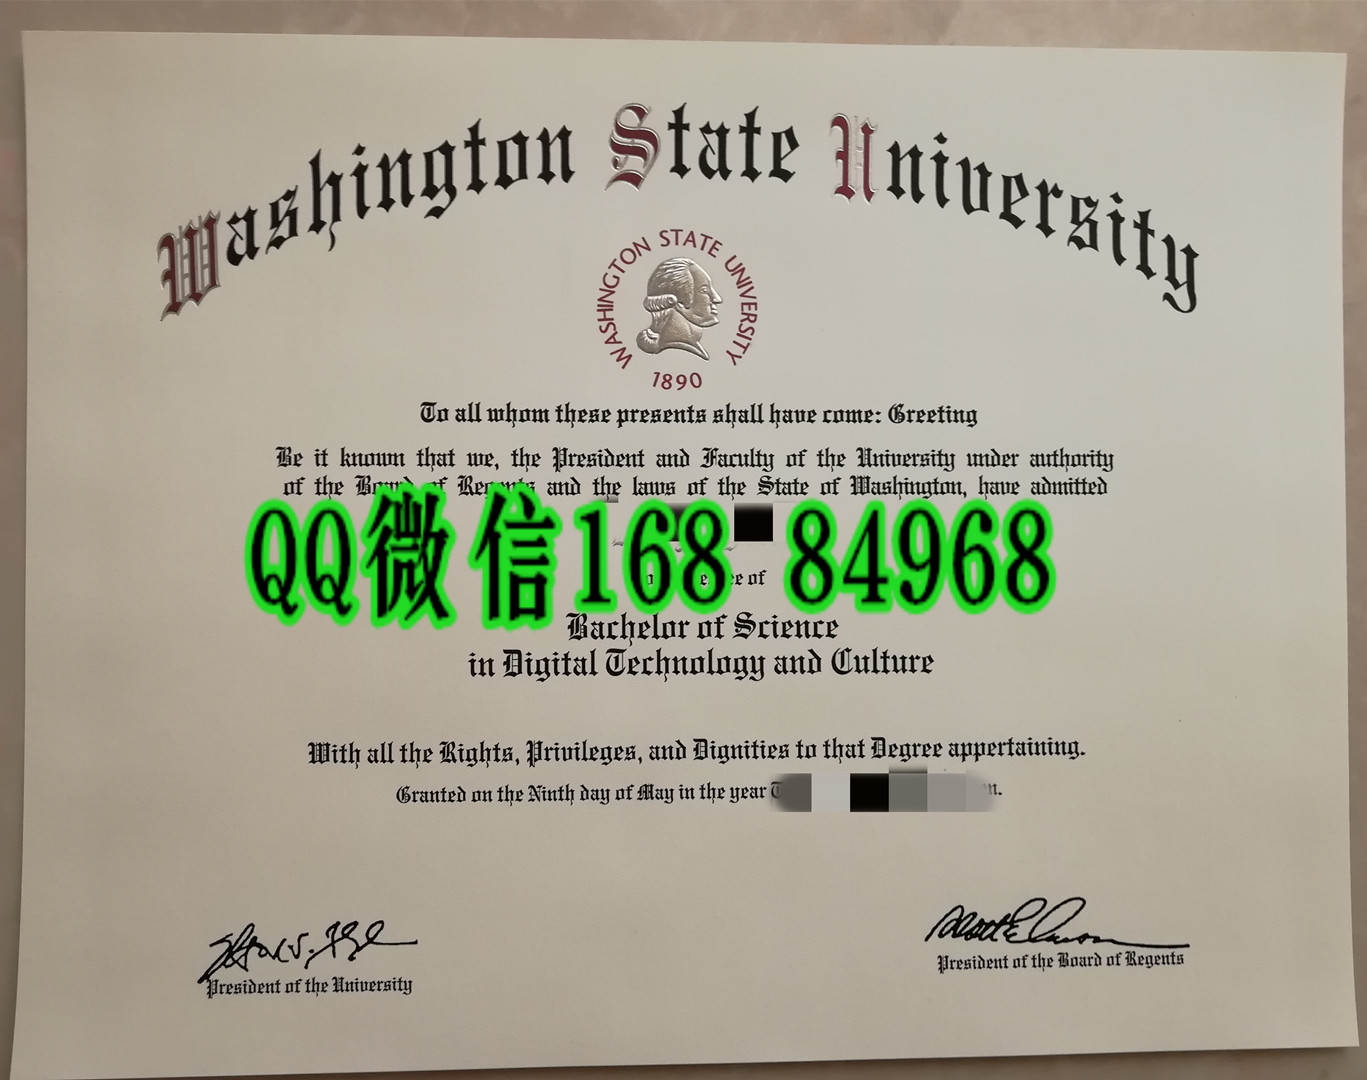 Washington State University
WASHINGTON STATE UNIVERSITY
1890
To all whom these presents shall have come: Greeting
Be it known that we, the President and Faculty of the University under authority
of the Board of Regents and the laws of the State of Washington, have admitted
QQ微信168 84968
of
Bachelor of Science
in Digital Technology and Culture
With all the Rights, Privileges, and Dignities to that Degree appertaining.
Granted on the Ninth day of May in the year
President of the University
President of the Board of Regents